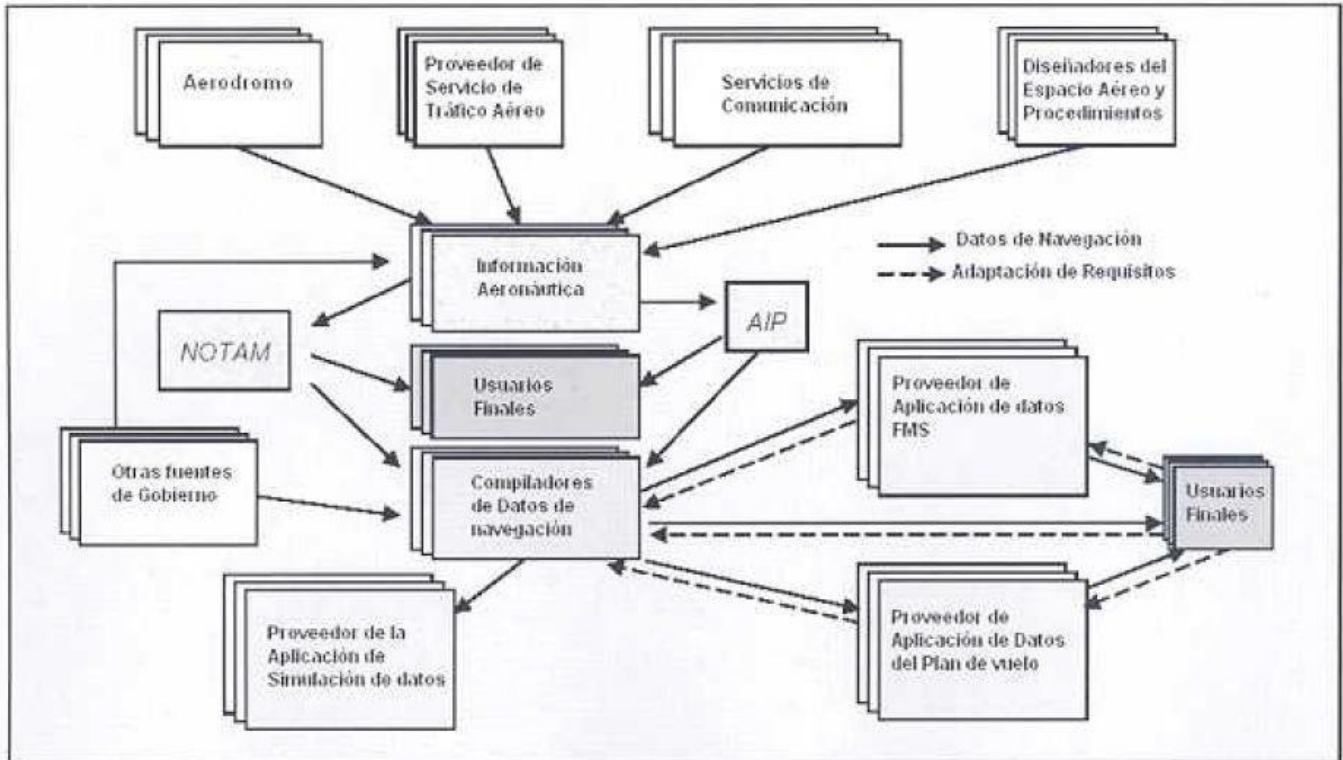 Aerodromo
Proveedor de
Servicio de
Tráfico Aéreo
Servicios de
Comunicación
Diseñadores del
Espacio Aéreo y
Procedimientos
Datos de Navegación
Adaptación de Requisitos
Información
Aeronáutica
NOTAM
AIP
Usuarios
Finales
Proveedor de
Aplicación de datos
FMS
Otras fuentes
de Gobierno
Compiladores
de Datos de
navegación
Usuarios
Finales
Proveedor de la
Aplicación de
Simulación de datos
Proveedor de
Aplicación de Datos
del Plan de vuelo